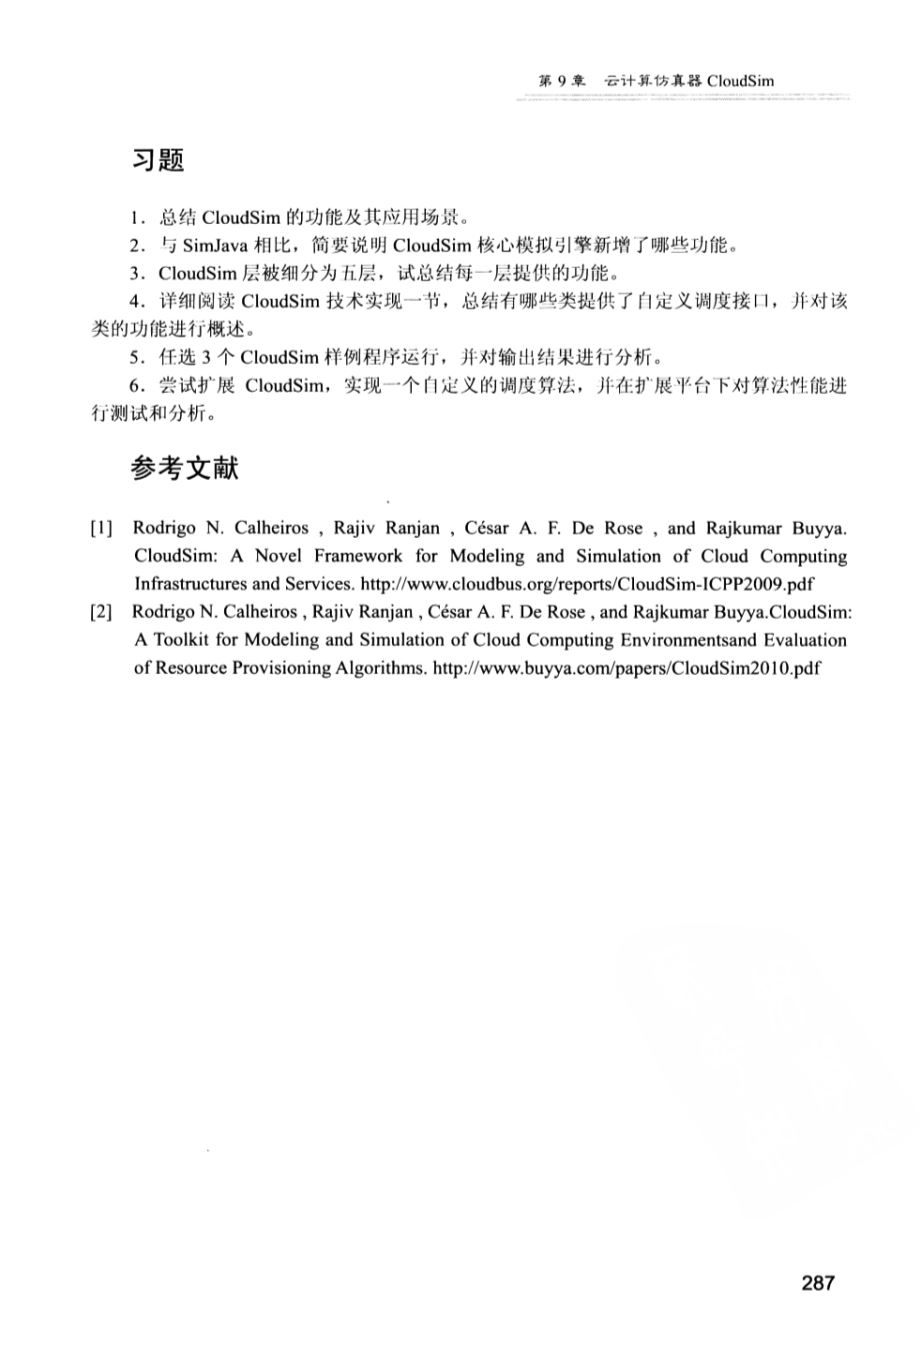 第 9 章 云计算仿真器 CloudSim
习题
1．总结 CloudSim 的功能及其应用场景。
2．与 SimJava 相比，简要说明 CloudSim 核心模拟引擎新增了哪些功能。
3．CloudSim 层被细分为五层，试总结每一层提供的功能。
4．详细阅读 CloudSim 技术实现一节，总结有哪些类提供了自定义调度接口，并对该
类的功能进行概述。
5．任选 3 个 CloudSim 样例程序运行，并对输出结果进行分析。
6．尝试扩展 CloudSim，实现一个自定义的调度算法，并在扩展平台下对算法性能进
行测试和分析。
参考文献
[1] Rodrigo N. Calheiros , Rajiv Ranjan , César A. F. De Rose , and Rajkumar Buyya.
CloudSim: A Novel Framework for Modeling and Simulation of Cloud Computing
Infrastructures and Services. http://www.cloudbus.org/reports/CloudSim-ICPP2009.pdf
[2] Rodrigo N. Calheiros , Rajiv Ranjan , César A. F. De Rose , and Rajkumar Buyya.CloudSim:
A Toolkit for Modeling and Simulation of Cloud Computing Environmentsand Evaluation
of Resource Provisioning Algorithms. http://www.buyya.com/papers/CloudSim2010.pdf
287